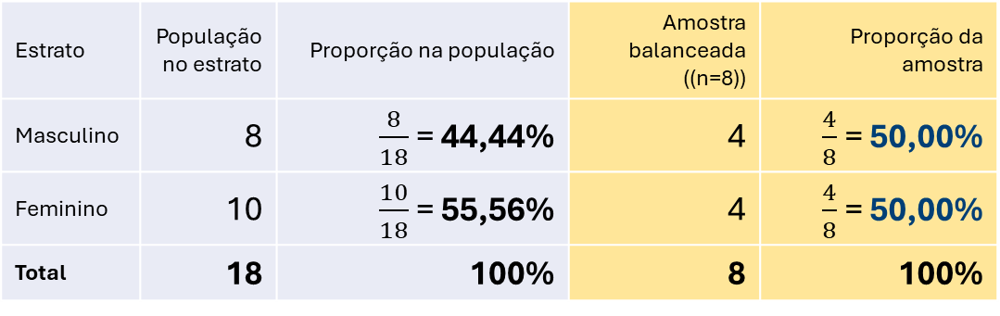 Estrato População no estrato Proporção na população Amostra balanceada ((n=8)) Proporção da amostra
Masculino 8 8/18 = 44,44% 4 4/8 = 50,00%
Feminino 10 10/18 = 55,56% 4 4/8 = 50,00%
Total 18 100% 8 100%